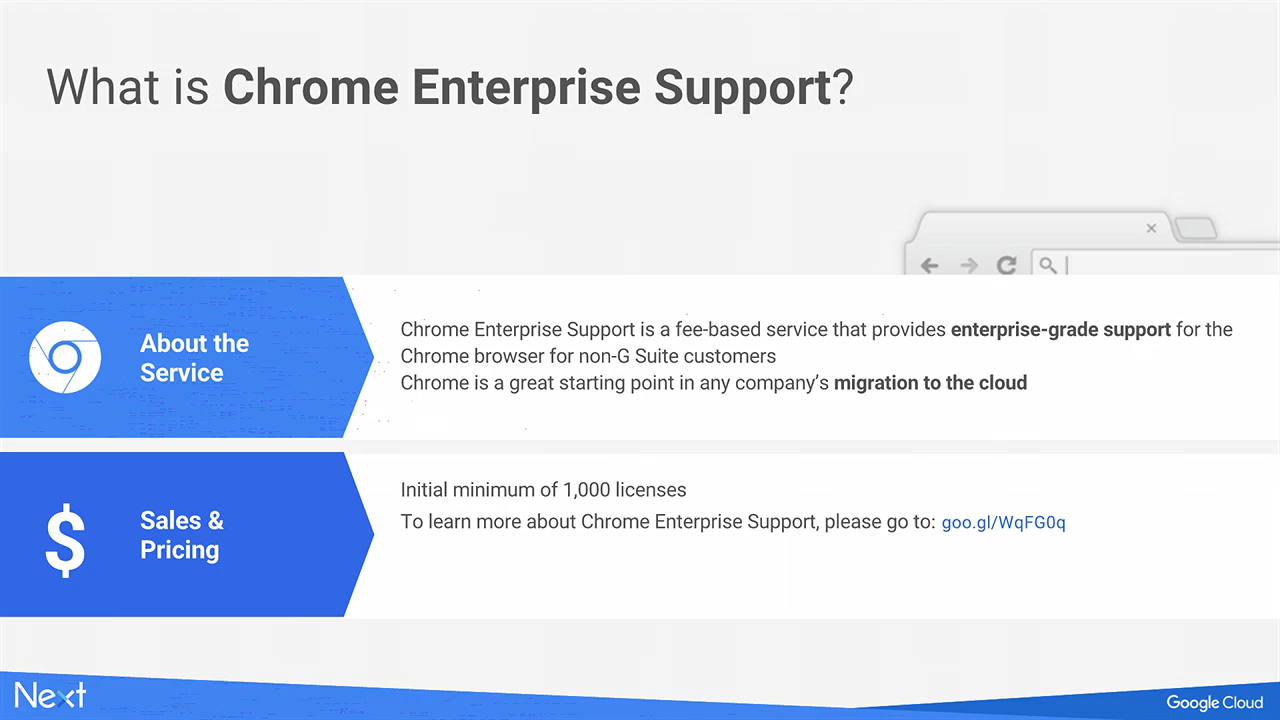 What is Chrome Enterprise Support?
About the
Service
Chrome Enterprise Support is a fee-based service that provides enterprise-grade support for the
Chrome browser for non-G Suite customers
Chrome is a great starting point in any company’s migration to the cloud
$
Sales &
Pricing
Initial minimum of 1,000 licenses
To learn more about Chrome Enterprise Support, please go to: goo.gl/WqFG0q
Next
Google Cloud